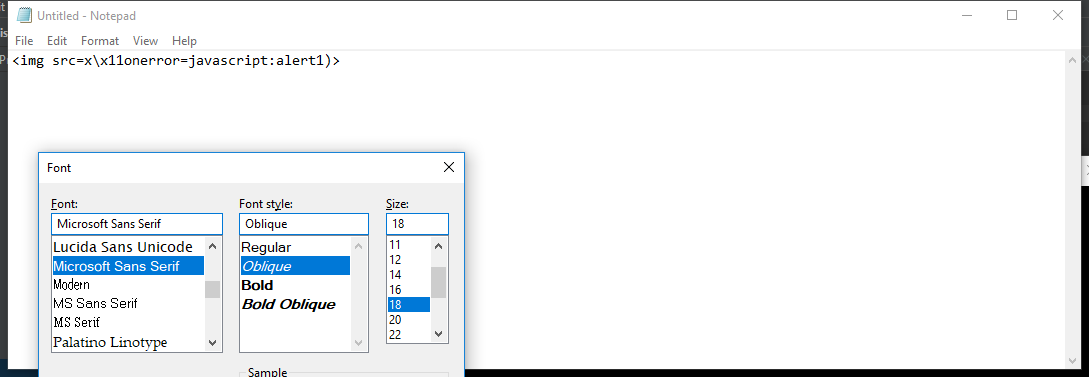 Untitled - Notepad
File Edit Format View Help
<img src=x\x11onerror=javascript:alert1)>
Font
Font: Font style: Size:
Microsoft Sans Serif Oblique 18
Lucida Sans Unicode Regular 11
Microsoft Sans Serif Oblique 12
Modern Bold 14
MS Sans Serif Bold Oblique 16
MS Serif 18
Palatino Linotype 20
22
Sample